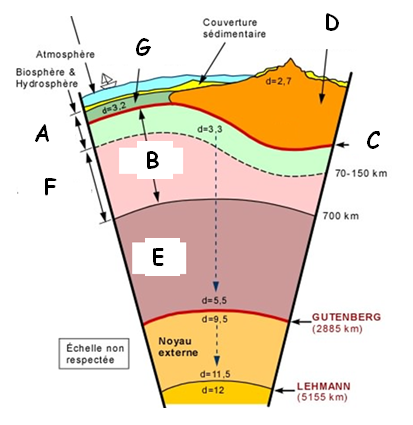 D
G
Couverture
sédimentaire
Atmosphère
Biosphère &
Hydrosphère
d=2,7
d=3,2
A
d=3,3
C
B
70-150 km
F
700 km
E
d=5,5
d=9,5
GUTENBERG
(2885 km)
Échelle non
respectée
Noyau
externe
d=11,5
d=12
LEHMANN
(5155 km)